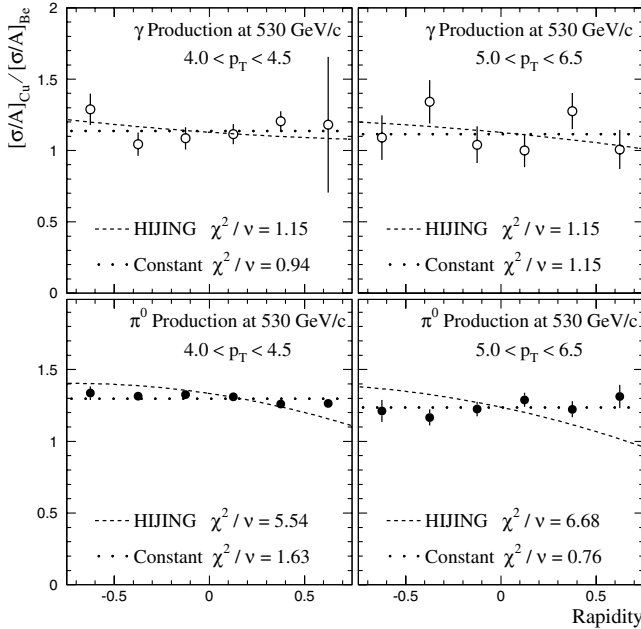 [σ/A]Cu / [σ/A]Be
2
1.5
1
0.5
0
γ Production at 530 GeV/c
4.0 < pT < 4.5
HIJING χ² / ν = 1.15
Constant χ² / ν = 0.94
γ Production at 530 GeV/c
5.0 < pT < 6.5
HIJING χ² / ν = 1.15
Constant χ² / ν = 1.15
1.5
1
0.5
0
π⁰ Production at 530 GeV/c
4.0 < pT < 4.5
HIJING χ² / ν = 5.54
Constant χ² / ν = 1.63
π⁰ Production at 530 GeV/c
5.0 < pT < 6.5
HIJING χ² / ν = 6.68
Constant χ² / ν = 0.76
-0.5 0 0.5 -0.5 0 0.5
Rapidity